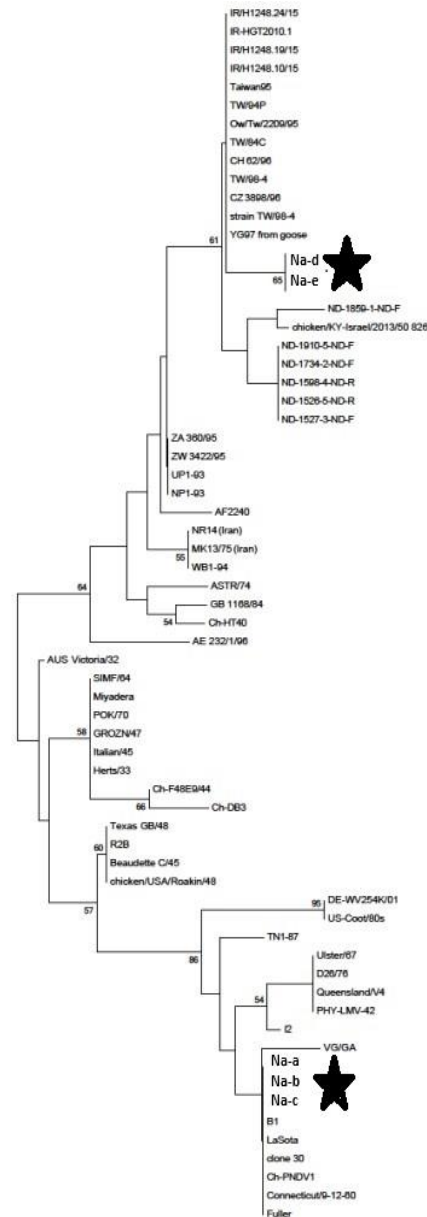 IR/H1248.24/15
IR-HGT2010.1
IR/H1248.19/15
IR/H1248.10/15
Taiwan95
TW/94P
Ow/Tw/2209/95
TW/84C
CH 62/96
TW/98-4
CZ 3898/96
strain TW/98-4
YG97 from goose
61
Na-d
Na-e
65
ND-1859-1-ND-F
chicken/KY-Israel/2013/50 826
ND-1910-5-ND-F
ND-1734-2-ND-F
ND-1598-4-ND-R
ND-1526-5-ND-R
ND-1527-3-ND-F
ZA 360/95
ZW 3422/95
UP1-93
NP1-93
AF2240
NR14 (Iran)
MK13/75 (Iran)
55
WB1-94
64
ASTR/74
GB 1168/84
54
Ch-HT40
AE 232/1/96
AUS Victoria/32
SIMF/64
Miyadera
POK/70
58
GROZN/47
Italian/45
Herts/33
Ch-F48E9/44
66
Ch-DB3
Texas GB/48
60
R2B
Beaudette C/45
chicken/USA/Roakin/48
57
95
DE-WV254K/01
US-Coot/80s
TN1-87
86
Ulster/67
D26/76
54
Queensland/V4
PHY-LMV-42
I2
VG/GA
Na-a
Na-b
Na-c
B1
LaSota
clone 30
Ch-PNDV1
Connecticut/9-12-60
Fuller